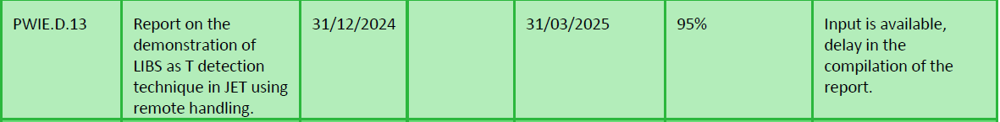 PWIE.D.13
Report on the
demonstration of
LIBS as T detection
technique in JET using
remote handling.
31/12/2024
31/03/2025
95%
Input is available,
delay in the
compilation of the
report.